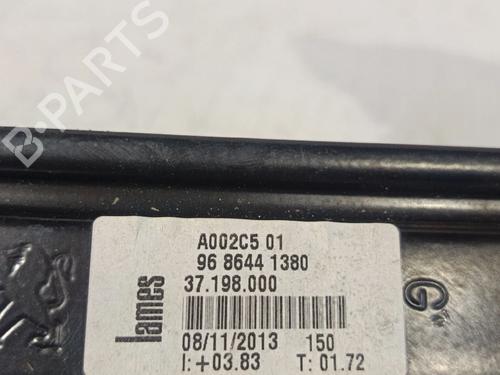 B-PARTS
A002C5 01
96 8644 1380
37.198.000
lames
08/11/2013 150
I:+03.83 T: 01.72
G